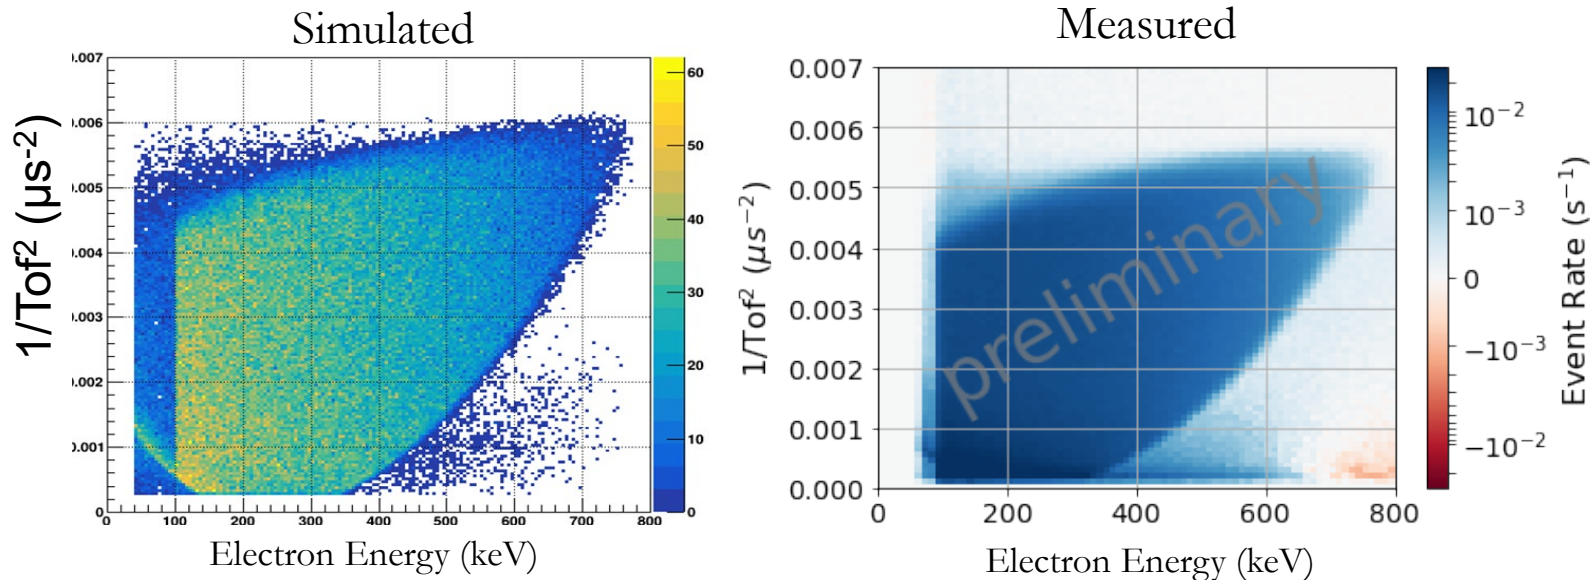 Simulated
Measured
1/Tof² (µs⁻²)
.007
.006
.005
.004
.003
.002
.001
0
0 100 200 300 400 500 600 700 800
Electron Energy (keV)
60
50
40
30
20
10
0
1/Tof² (µs⁻²)
0.007
0.006
0.005
0.004
0.003
0.002
0.001
0.000
0 200 400 600 800
Electron Energy (keV)
preliminary
10⁻²
10⁻³
0
−10⁻³
−10⁻²
Event Rate (s⁻¹)